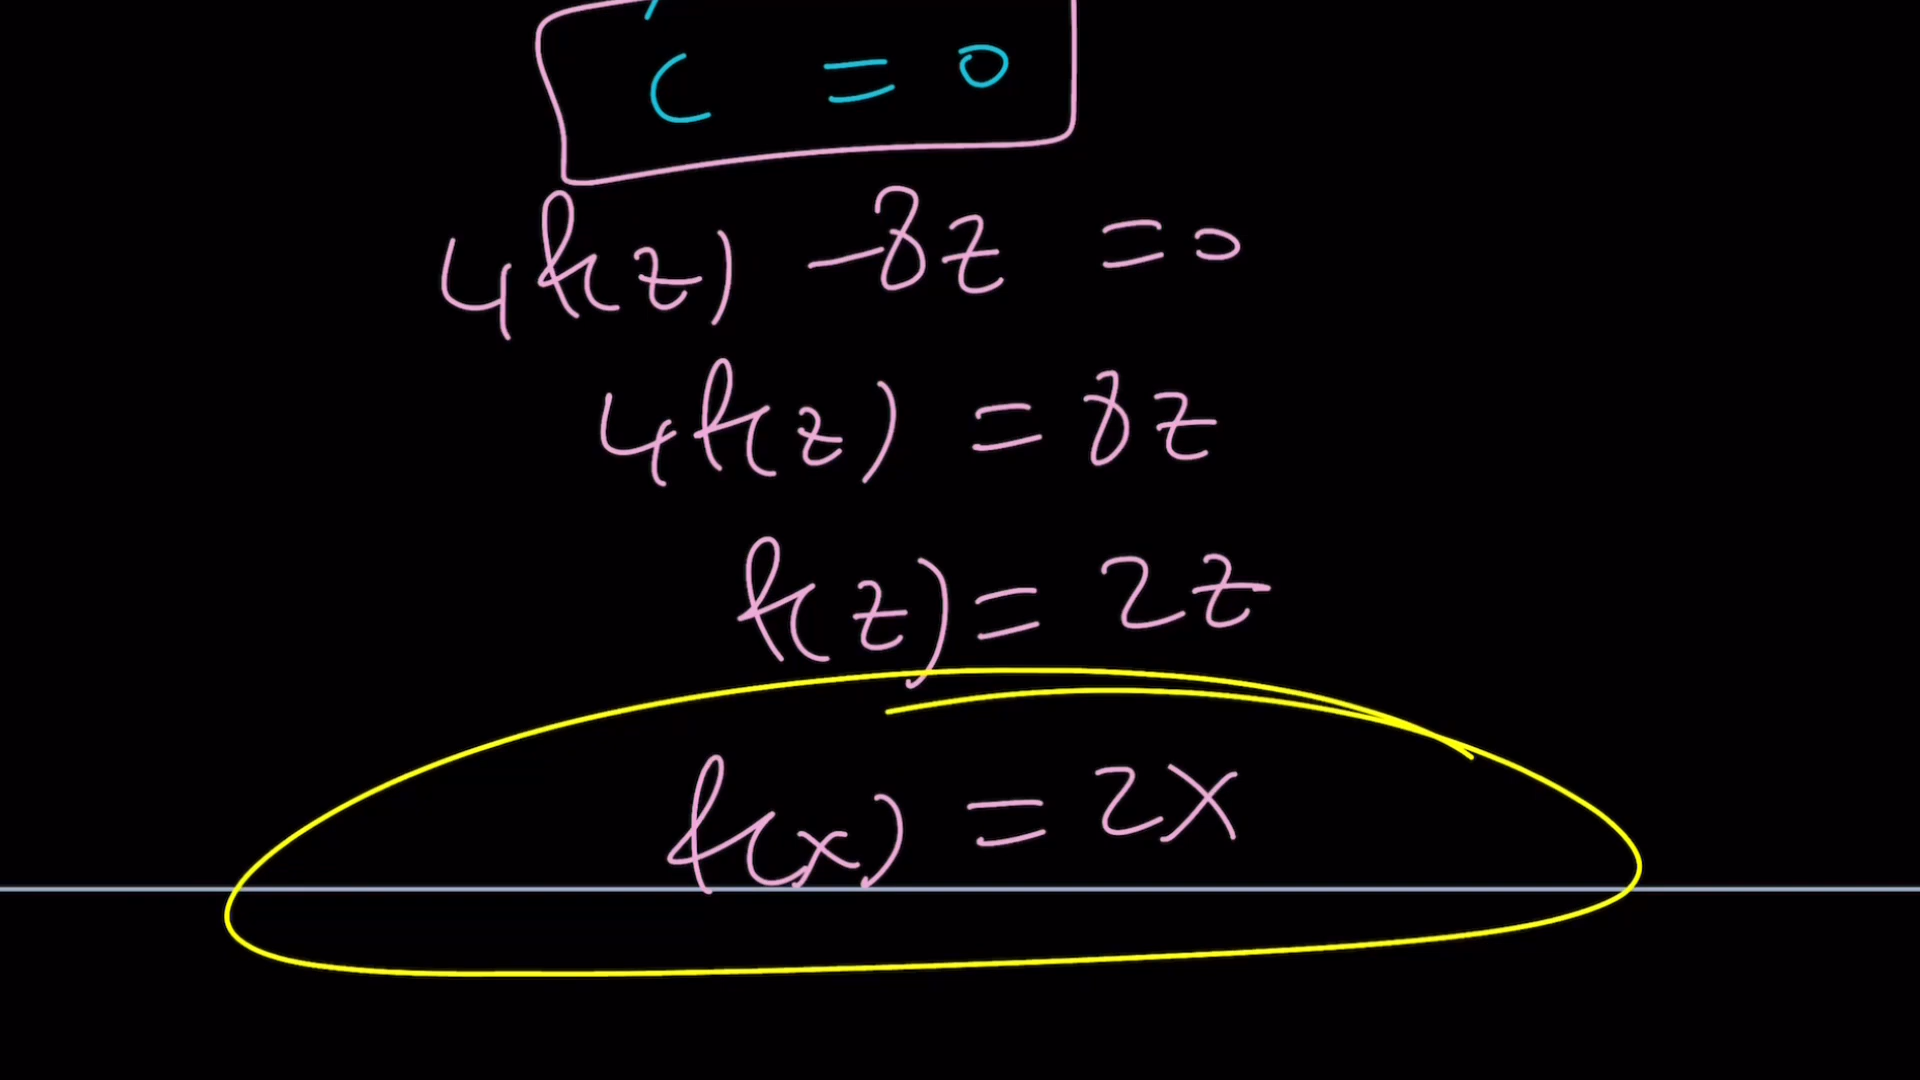 c = 0
4f(z) - 8z = 0
4f(z) = 8z
f(z) = 2z
f(x) = 2x